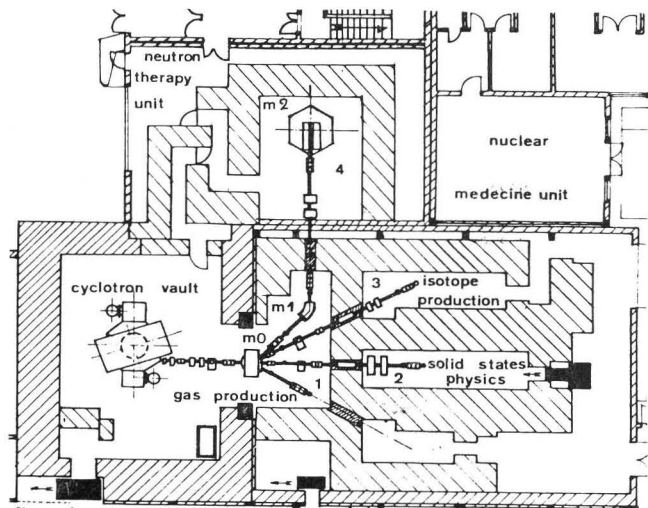 neutron
therapy
unit
m2
4
nuclear
medecine unit
cyclotron vault
m1
3
isotope
production
m0
1
2
solid states
physics
gas production